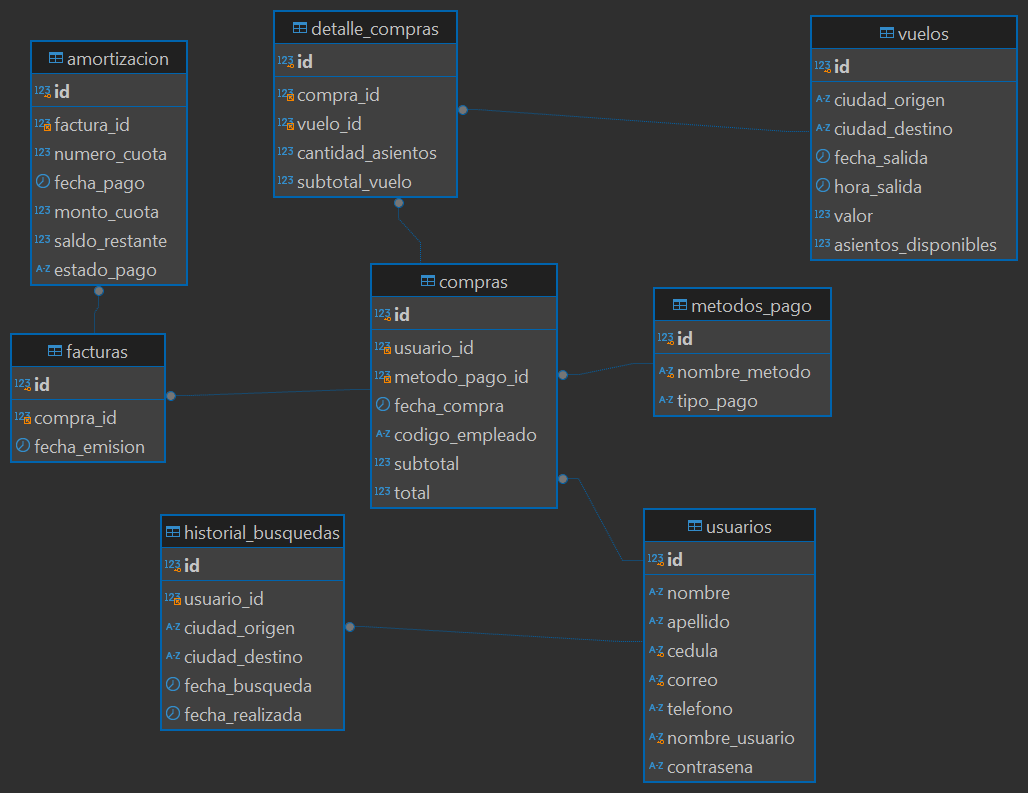 amortizacion
id
factura_id
numero_cuota
fecha_pago
monto_cuota
saldo_restante
estado_pago
detalle_compras
id
compra_id
vuelo_id
cantidad_asientos
subtotal_vuelo
vuelos
id
ciudad_origen
ciudad_destino
fecha_salida
hora_salida
valor
asientos_disponibles
facturas
id
compra_id
fecha_emision
compras
id
usuario_id
metodo_pago_id
fecha_compra
codigo_empleado
subtotal
total
metodos_pago
id
nombre_metodo
tipo_pago
historial_busquedas
id
usuario_id
ciudad_origen
ciudad_destino
fecha_busqueda
fecha_realizada
usuarios
id
nombre
apellido
cedula
correo
telefono
nombre_usuario
contrasena